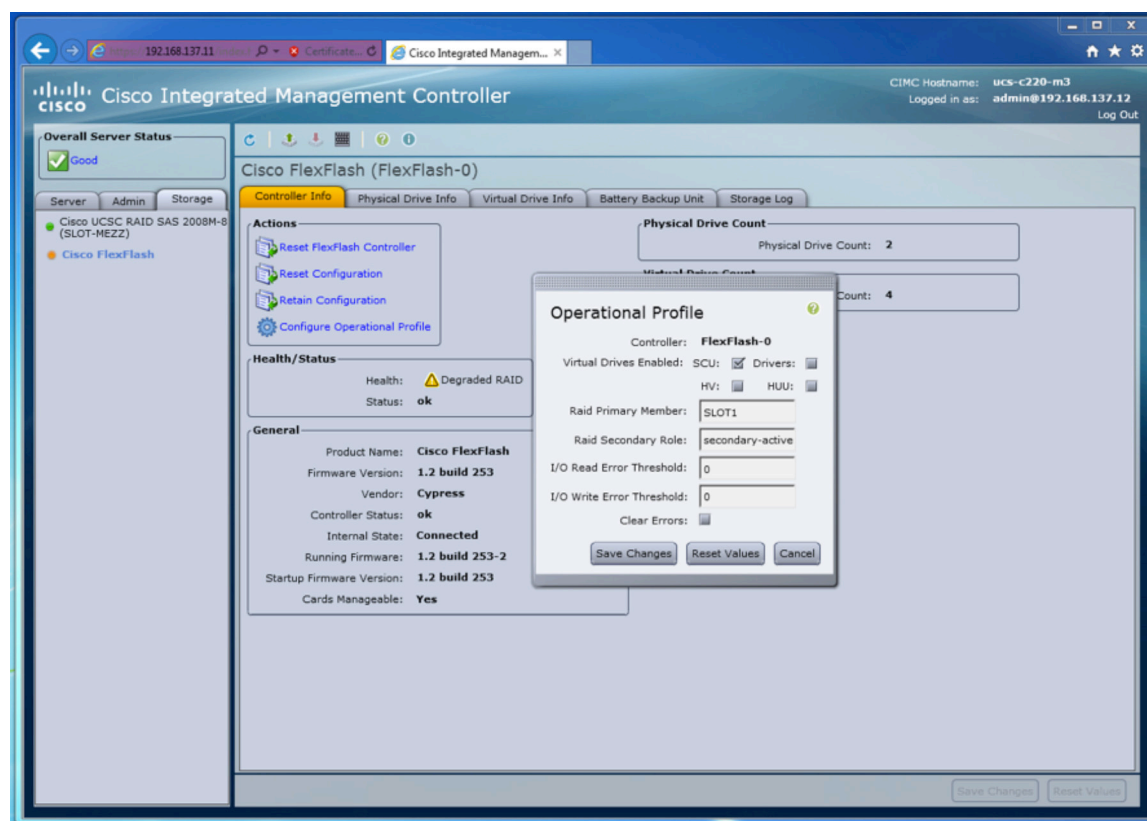 192.168.137.11
Certificate...
Cisco Integrated Managem...
CISCO
Cisco Integrated Management Controller
CIMC Hostname: ucs-c220-m3
Logged in as: admin@192.168.137.12
Log Out
Overall Server Status
Good
Server Admin Storage
Cisco UCSC RAID SAS 2008M-8
(SLOT-MEZZ)
Cisco FlexFlash
Cisco FlexFlash (FlexFlash-0)
Controller Info Physical Drive Info Virtual Drive Info Battery Backup Unit Storage Log
Actions
Reset FlexFlash Controller
Reset Configuration
Retain Configuration
Configure Operational Profile
Health/Status
Health: Degraded RAID
Status: ok
General
Product Name: Cisco FlexFlash
Firmware Version: 1.2 build 253
Vendor: Cypress
Controller Status: ok
Internal State: Connected
Running Firmware: 1.2 build 253-2
Startup Firmware Version: 1.2 build 253
Cards Manageable: Yes
Physical Drive Count
Physical Drive Count: 2
Virtual Drive Count
Count: 4
Operational Profile
Controller: FlexFlash-0
Virtual Drives Enabled: SCU: Drivers:
HV: HUU:
Raid Primary Member: SLOT1
Raid Secondary Role: secondary-active
I/O Read Error Threshold: 0
I/O Write Error Threshold: 0
Clear Errors:
Save Changes Reset Values Cancel
Save Changes Reset Values